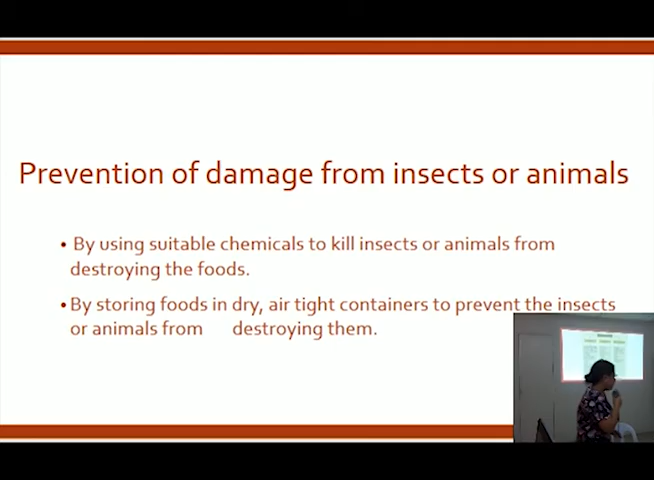 Prevention of damage from insects or animals
• By using suitable chemicals to kill insects or animals from
destroying the foods.
• By storing foods in dry, air tight containers to prevent the insects
or animals from destroying them.